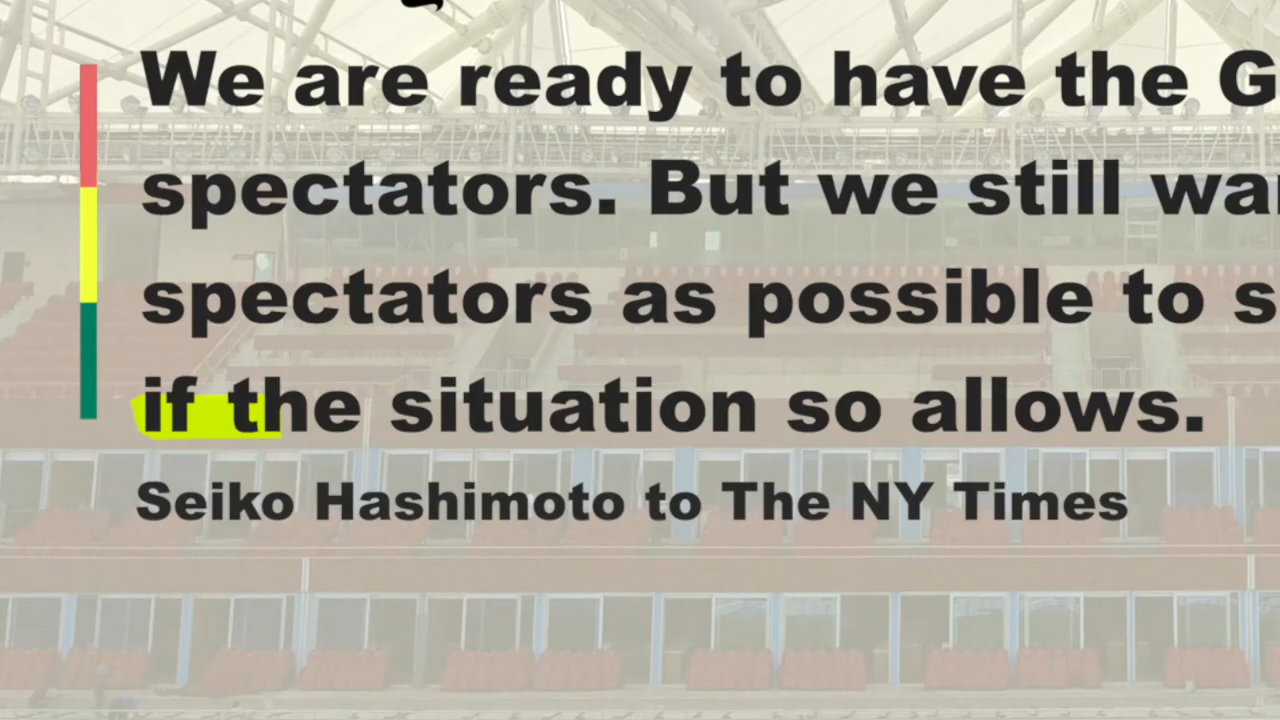 We are ready to have the G
spectators. But we still wa
spectators as possible to s
if the situation so allows.
Seiko Hashimoto to The NY Times